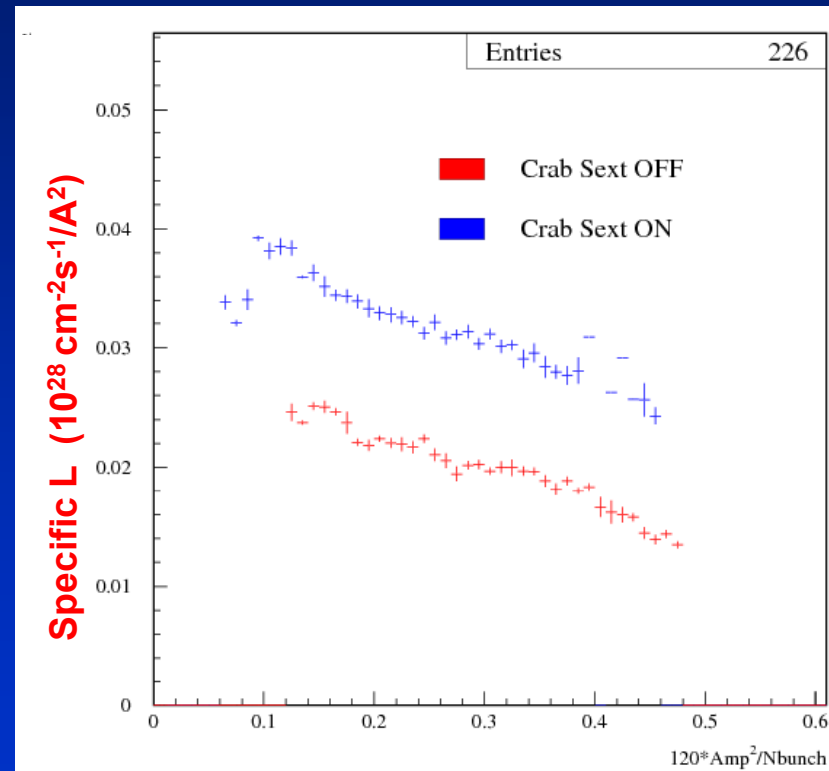 Entries 226
0.05
Crab Sext OFF
0.04
Crab Sext ON
0.03
0.02
0.01
0
Specific L (10²⁸ cm⁻²s⁻¹/A²)
0 0.1 0.2 0.3 0.4 0.5 0.6
120*Amp²/Nbunch